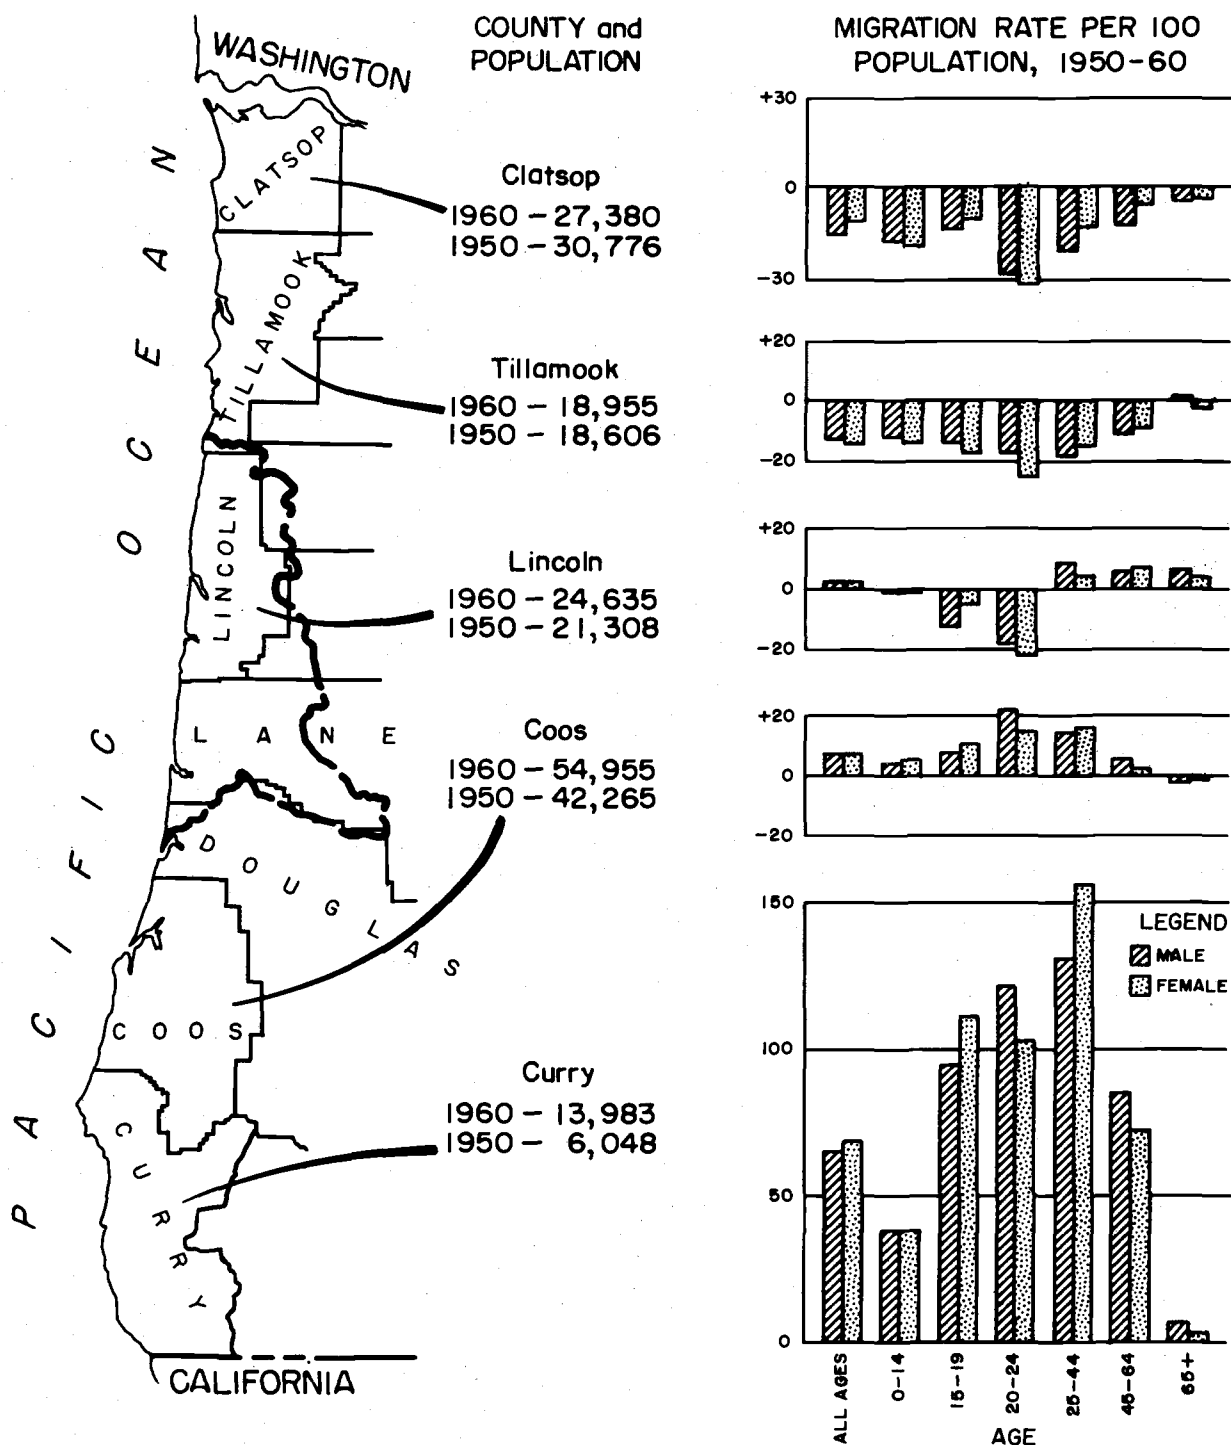 COUNTY and
POPULATION
MIGRATION RATE PER 100
POPULATION, 1950-60
WASHINGTON
PACIFIC OCEAN
CLATSOP
TILLAMOOK
LINCOLN
LANE
DOUGLAS
COOS
CURRY
CALIFORNIA
Clatsop
1960 - 27,380
1950 - 30,776
Tillamook
1960 - 18,955
1950 - 18,606
Lincoln
1960 - 24,635
1950 - 21,308
Coos
1960 - 54,955
1950 - 42,265
Curry
1960 - 13,983
1950 - 6,048
+30
0
-30
+20
0
-20
+20
0
-20
+20
0
-20
150
100
50
0
LEGEND
MALE
FEMALE
ALL AGES
0-14
15-19
20-24
25-44
45-64
65+
AGE